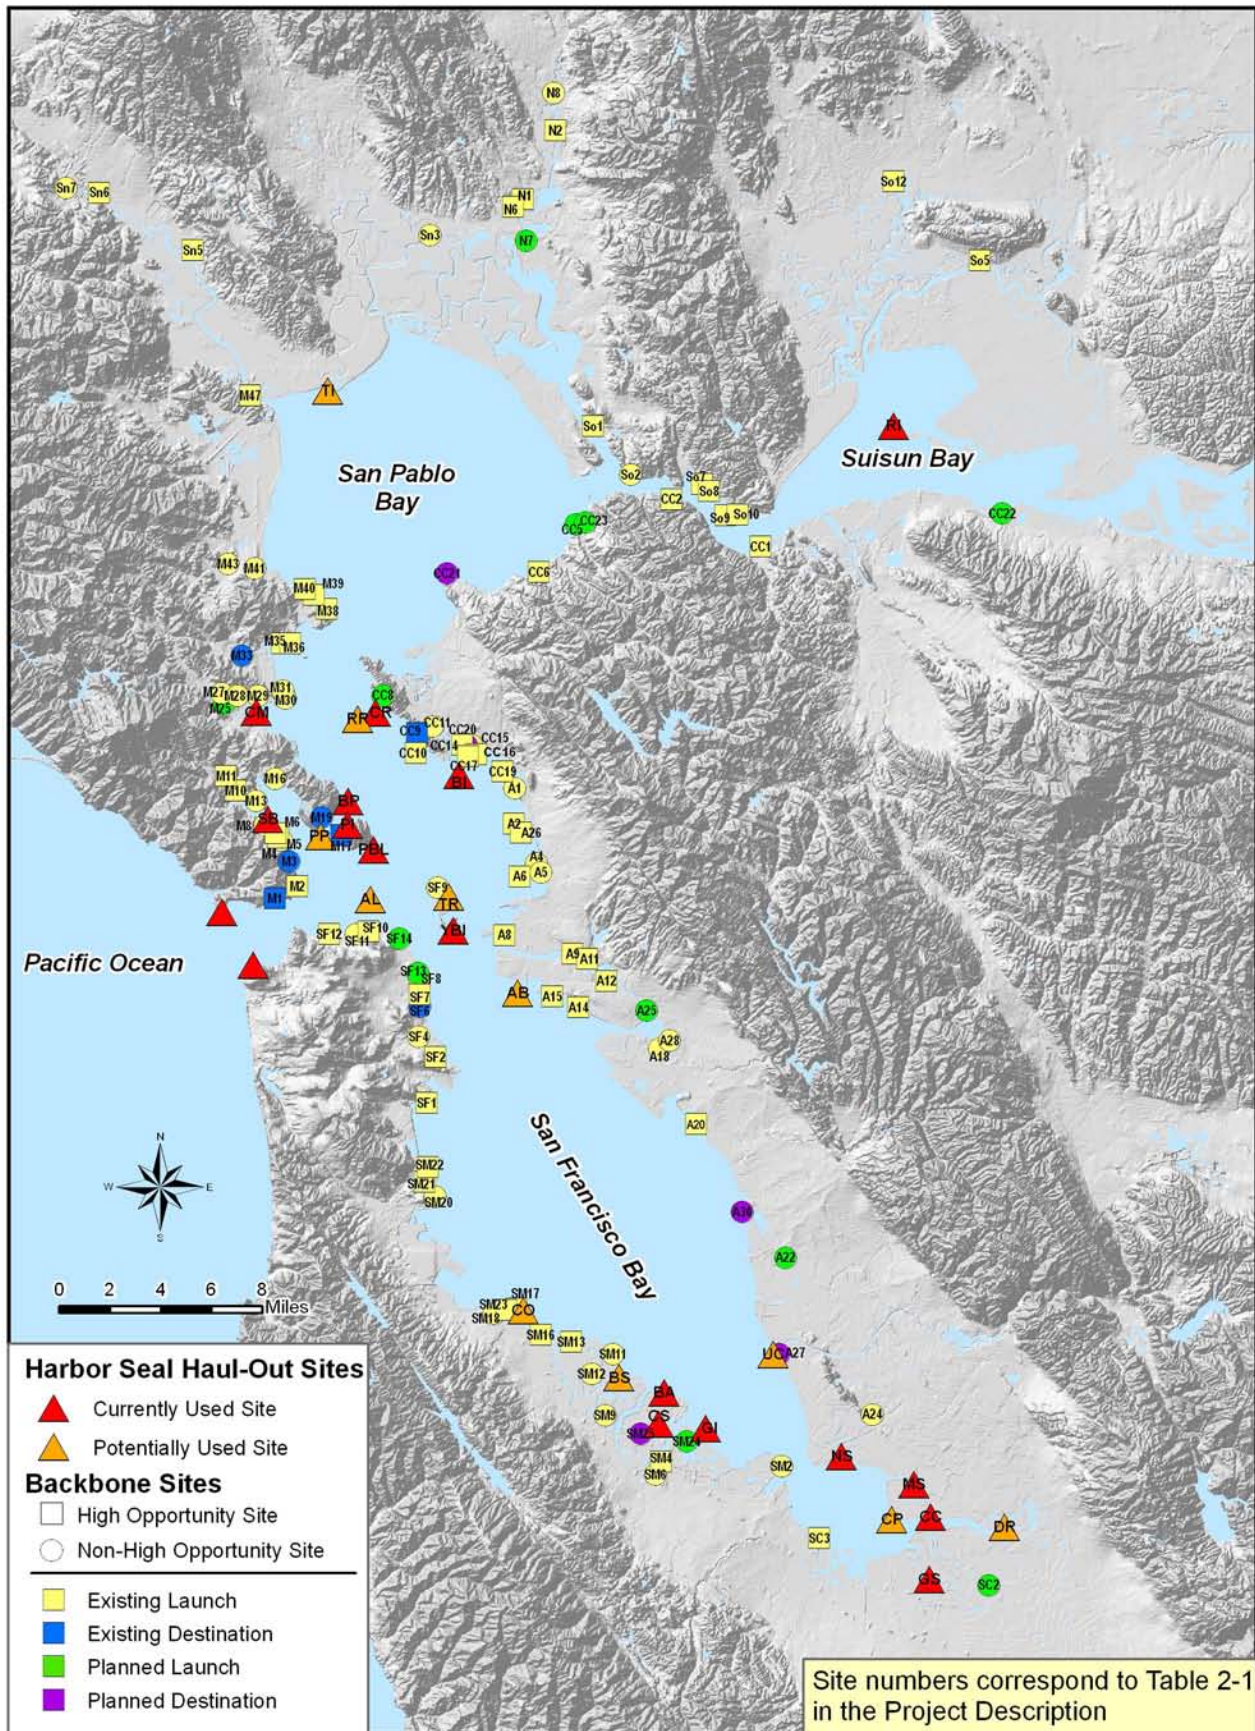 N8
N2
Sn7
Sn6
So12
N1
N6
Sn3
N7
Sn5
So5
TI
M47
So1
RI
San Pablo
Bay
Suisun Bay
So2
So7
So8
CC2
So9
So10
CC22
CC23
CC5
CC1
M43
M41
CC21
CC6
M40
M39
M38
M35
M36
M33
M27
M28
M29
M31
M30
M25
CM
CC8
RR
CR
CC9
CC11
CC20
CC15
CC14
CC10
CC16
CC17
CC19
BI
A1
M11
M16
M10
M13
BP
M19
SB
M6
M8
PI
A2
A26
PP
M17
M5
M4
PBL
M3
A4
A5
A6
M2
SF9
M1
AL
TR
SF12
SF10
SF11
SF14
YBI
A8
Pacific Ocean
A9
A11
SF13
SF8
A12
SF7
AB
A15
A14
SF6
A25
SF4
A28
A18
SF2
SF1
A20
San Francisco Bay
SM22
SM21
SM20
N
W
E
S
A30
A22
0 2 4 6 8
Miles
SM17
SM23
CO
SM18
SM16
SM13
SM11
UC
A27
SM12
BS
BA
SM9
CS
GI
A24
SM25
SM24
SM4
SM6
SM2
NS
MS
CP
CC
DR
SC3
GS
SC2
Harbor Seal Haul-Out Sites
Currently Used Site
Potentially Used Site
Backbone Sites
High Opportunity Site
Non-High Opportunity Site
Existing Launch
Existing Destination
Planned Launch
Planned Destination
Site numbers correspond to Table 2-1
in the Project Description